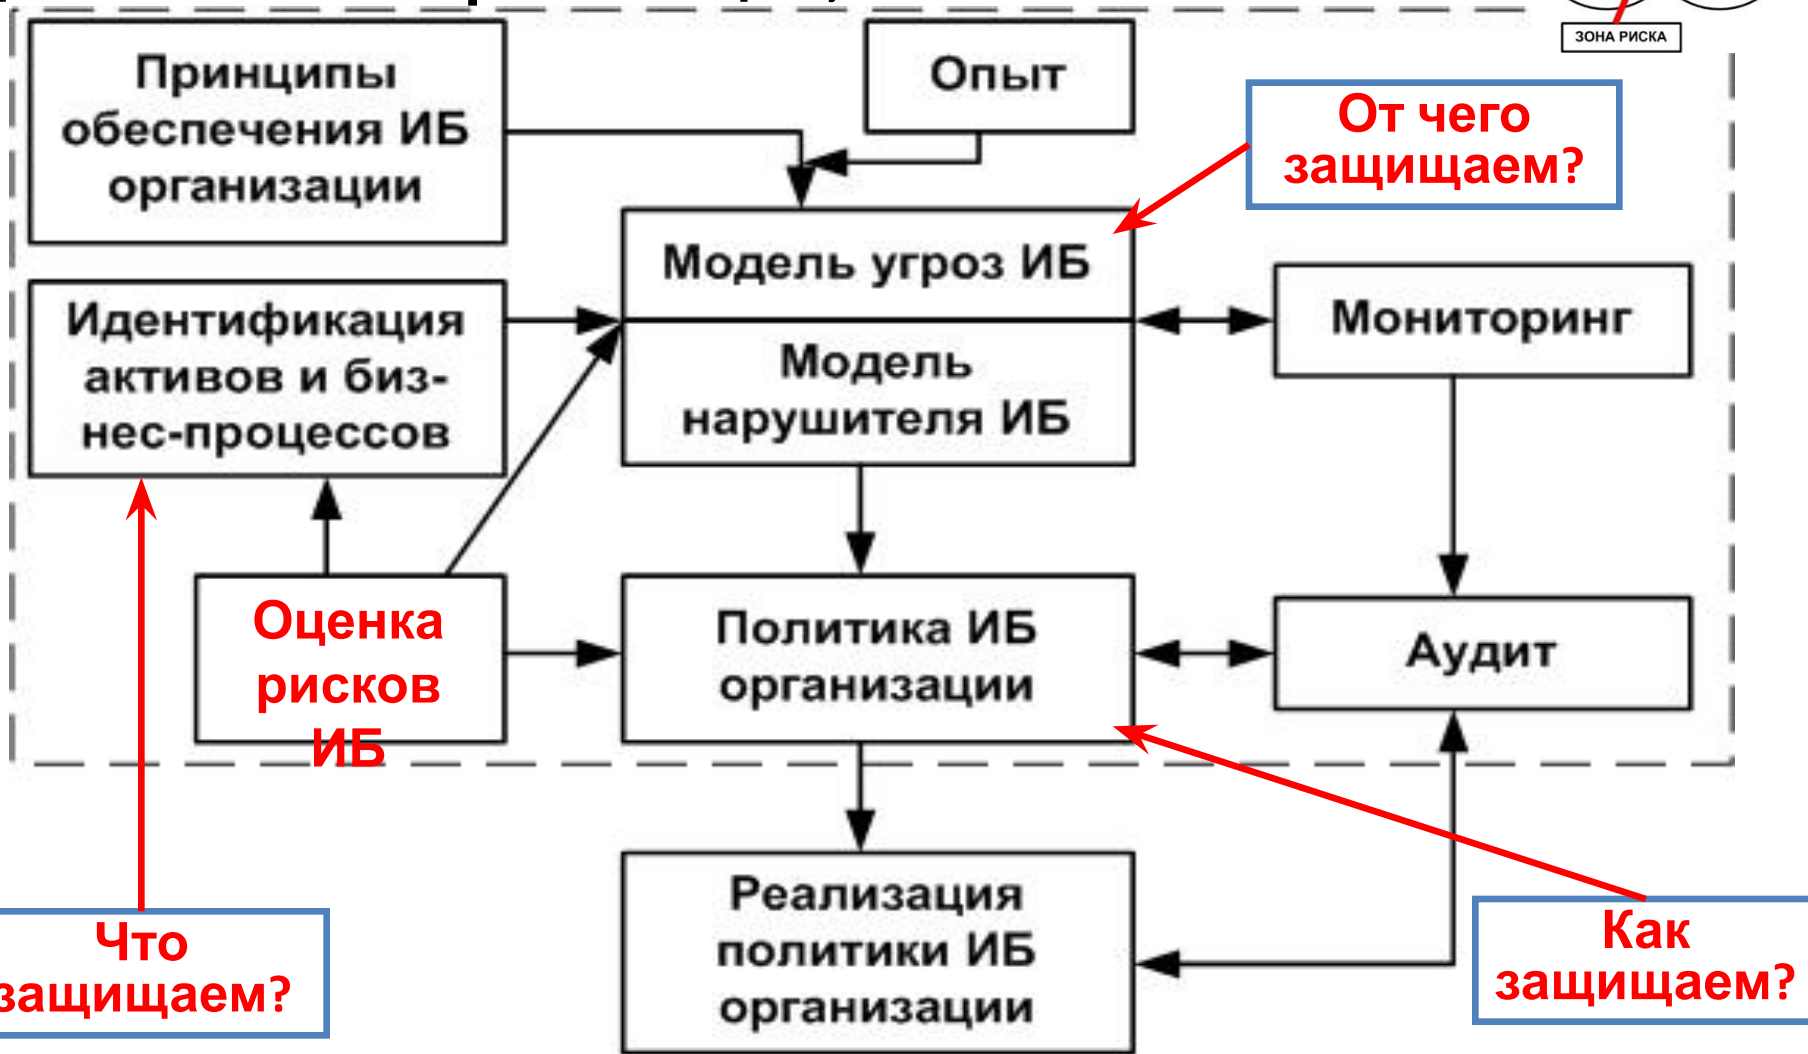 ЗОНА РИСКА
Принципы
обеспечения ИБ
организации
Опыт
От чего
защищаем?
Модель угроз ИБ
Модель
нарушителя ИБ
Идентификация
активов и биз-
нес-процессов
Мониторинг
Оценка
рисков
ИБ
Политика ИБ
организации
Аудит
Реализация
политики ИБ
организации
Что
защищаем?
Как
защищаем?